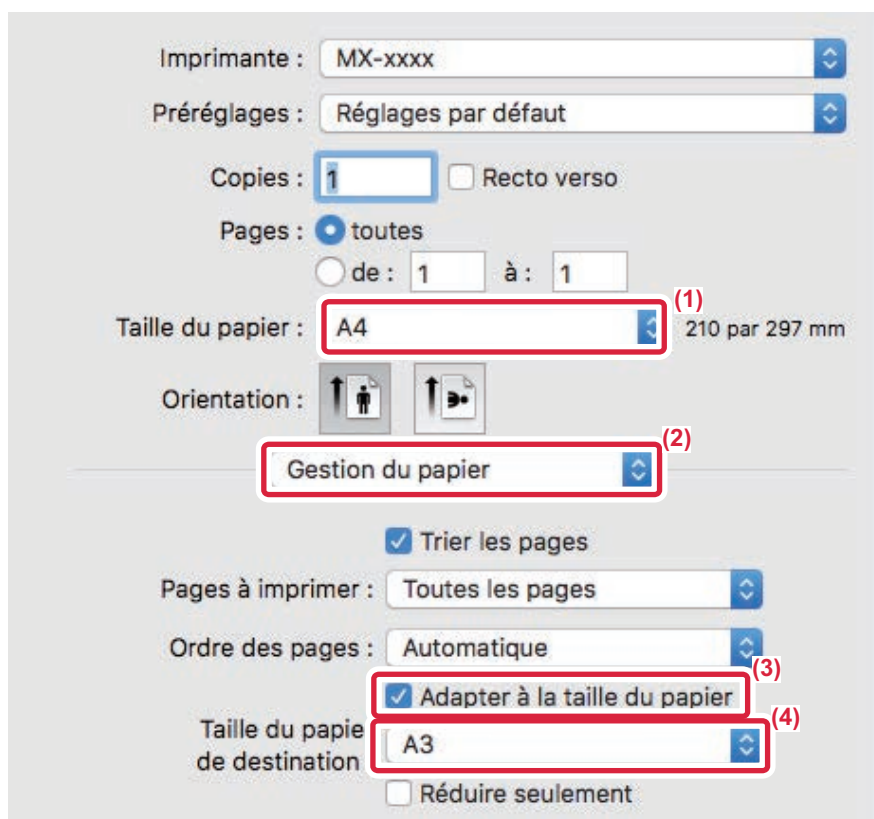 Imprimante : MX-xxxx
Préréglages : Réglages par défaut
Copies : 1 Recto verso
Pages : toutes
de : 1 à : 1
(1)
Taille du papier : A4 210 par 297 mm
Orientation :
(2)
Gestion du papier
Trier les pages
Pages à imprimer : Toutes les pages
Ordre des pages : Automatique
(3)
Adapter à la taille du papier
(4)
Taille du papie
de destination A3
Réduire seulement